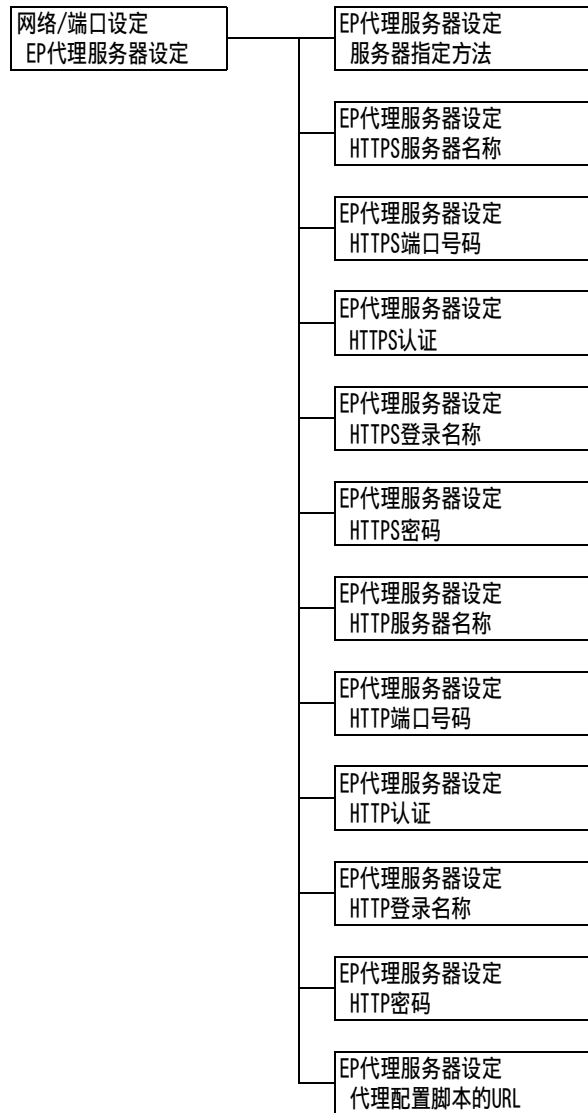 网络/端口设定
EP代理服务器设定
EP代理服务器设定
服务器指定方法
EP代理服务器设定
HTTPS服务器名称
EP代理服务器设定
HTTPS端口号码
EP代理服务器设定
HTTPS认证
EP代理服务器设定
HTTPS登录名称
EP代理服务器设定
HTTPS密码
EP代理服务器设定
HTTP服务器名称
EP代理服务器设定
HTTP端口号码
EP代理服务器设定
HTTP认证
EP代理服务器设定
HTTP登录名称
EP代理服务器设定
HTTP密码
EP代理服务器设定
代理配置脚本的URL